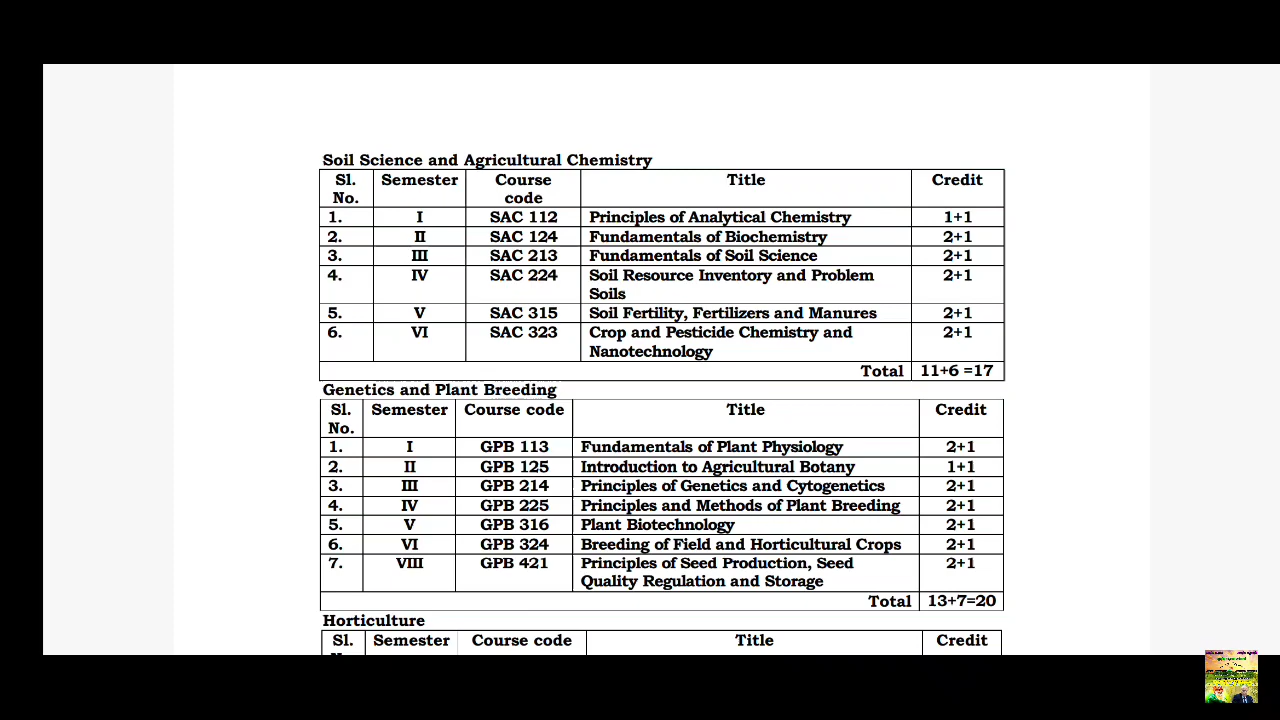 Soil Science and Agricultural Chemistry
Sl. No. Semester Course code Title Credit
1. I SAC 112 Principles of Analytical Chemistry 1+1
2. II SAC 124 Fundamentals of Biochemistry 2+1
3. III SAC 213 Fundamentals of Soil Science 2+1
4. IV SAC 224 Soil Resource Inventory and Problem Soils 2+1
5. V SAC 315 Soil Fertility, Fertilizers and Manures 2+1
6. VI SAC 323 Crop and Pesticide Chemistry and Nanotechnology 2+1
Total 11+6 =17
Genetics and Plant Breeding
Sl. No. Semester Course code Title Credit
1. I GPB 113 Fundamentals of Plant Physiology 2+1
2. II GPB 125 Introduction to Agricultural Botany 1+1
3. III GPB 214 Principles of Genetics and Cytogenetics 2+1
4. IV GPB 225 Principles and Methods of Plant Breeding 2+1
5. V GPB 316 Plant Biotechnology 2+1
6. VI GPB 324 Breeding of Field and Horticultural Crops 2+1
7. VIII GPB 421 Principles of Seed Production, Seed Quality Regulation and Storage 2+1
Total 13+7=20
Horticulture
Sl. Semester Course code Title Credit